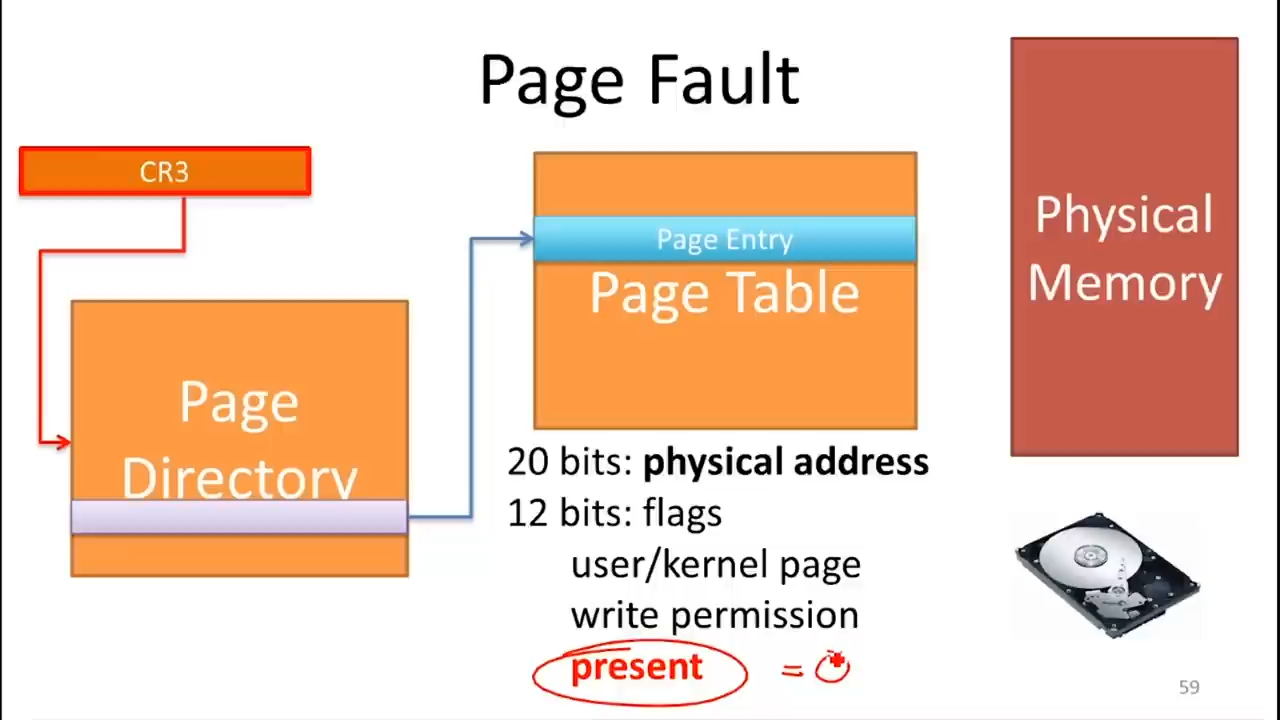 Page Fault
CR3
Page Entry
Page Table
Page
Directory
Physical
Memory
20 bits: physical address
12 bits: flags
user/kernel page
write permission
present = 0
59